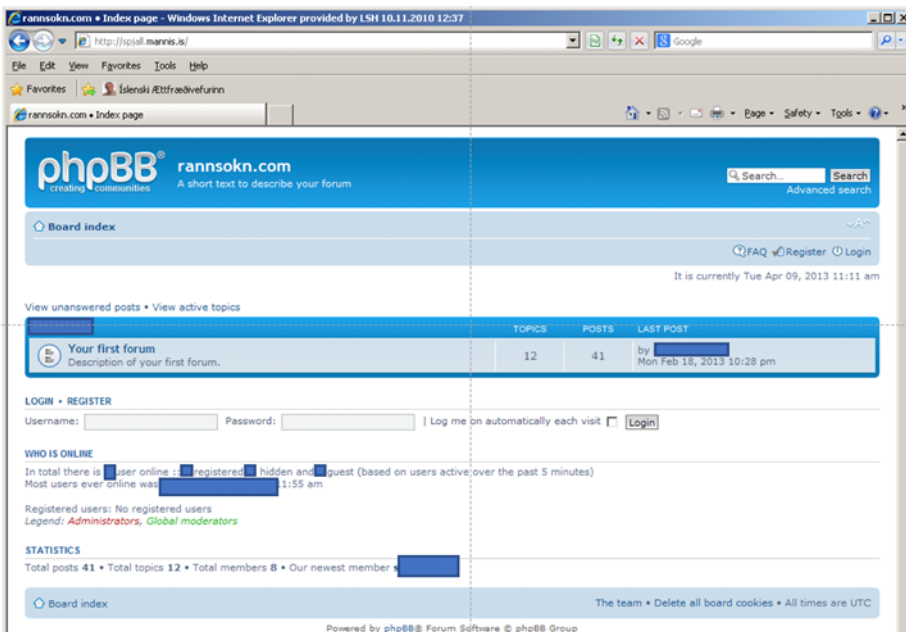 rannsokn.com • Index page - Windows Internet Explorer provided by LSH 10.11.2010 12:37
http://spjall.mannis.is/
Google
File Edit View Favorites Tools Help
Favorites Íslenski Ættfræðivefurinn
rannsokn.com • Index page
Page Safety Tools
phpBB® creating communities
rannsokn.com
A short text to describe your forum
Search... Search
Advanced search
Board index
FAQ Register Login
It is currently Tue Apr 09, 2013 11:11 am
View unanswered posts • View active topics
TOPICS POSTS LAST POST
Your first forum
Description of your first forum.
12 41
by
Mon Feb 18, 2013 10:28 pm
LOGIN • REGISTER
Username: Password: | Log me on automatically each visit Login
WHO IS ONLINE
In total there is user online :: registered hidden and guest (based on users active over the past 5 minutes)
Most users ever online was 11:55 am
Registered users: No registered users
Legend: Administrators, Global moderators
STATISTICS
Total posts 41 • Total topics 12 • Total members 8 • Our newest member
Board index The team • Delete all board cookies • All times are UTC
Powered by phpBB® Forum Software © phpBB Group